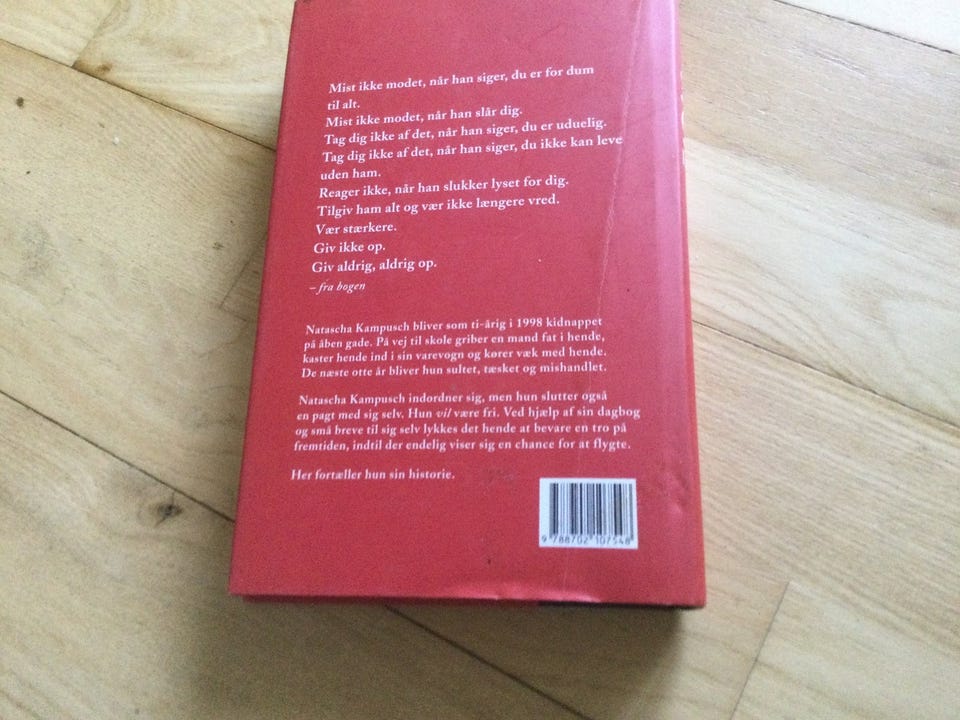 Mist ikke modet, når han siger, du er for dum
til alt.
Mist ikke modet, når han slår dig.
Tag dig ikke af det, når han siger, du er uduelig.
Tag dig ikke af det, når han siger, du ikke kan leve
uden ham.
Reager ikke, når han slukker lyset for dig.
Tilgiv ham alt og vær ikke længere vred.
Vær stærkere.
Giv ikke op.
Giv aldrig, aldrig op.
– fra bogen
Natascha Kampusch bliver som ti-årig i 1998 kidnappet
på åben gade. På vej til skole griber en mand fat i hende,
kaster hende ind i sin varevogn og kører væk med hende.
De næste otte år bliver hun sultet, tæsket og mishandlet.
Natascha Kampusch indordner sig, men hun slutter også
en pagt med sig selv. Hun vil være fri. Ved hjælp af sin dagbog
og små breve til sig selv lykkes det hende at bevare en tro på
fremtiden, indtil der endelig viser sig en chance for at flygte.
Her fortæller hun sin historie.
9 788702 107548